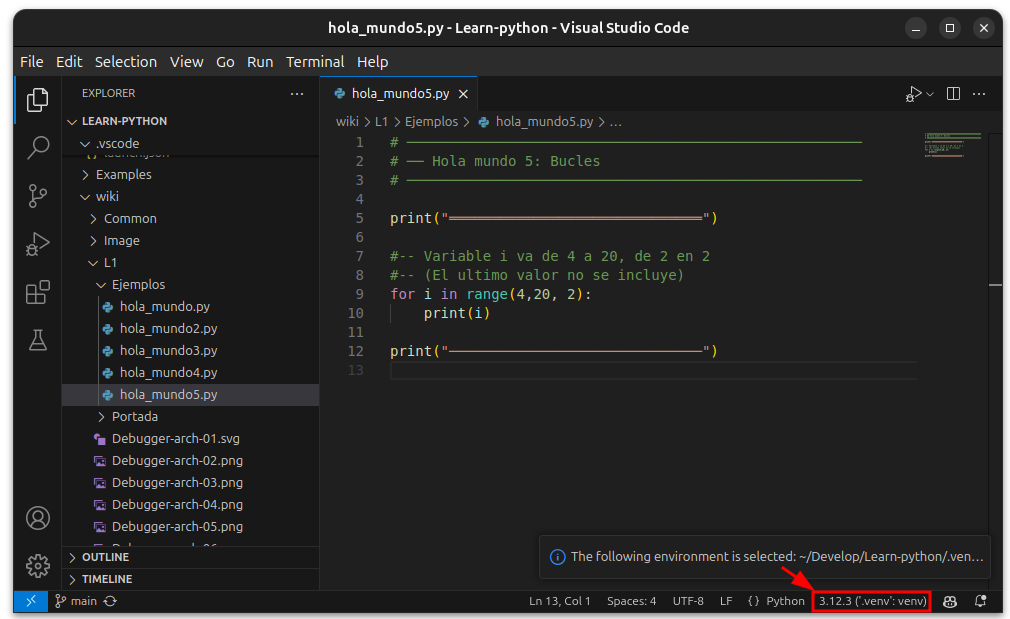 hola_mundo5.py - Learn-python - Visual Studio Code
File Edit Selection View Go Run Terminal Help
EXPLORER
LEARN-PYTHON
.vscode
launch.json
Examples
wiki
Common
Image
L1
Ejemplos
hola_mundo.py
hola_mundo2.py
hola_mundo3.py
hola_mundo4.py
hola_mundo5.py
Portada
Debugger-arch-01.svg
Debugger-arch-02.png
Debugger-arch-03.png
Debugger-arch-04.png
Debugger-arch-05.png
OUTLINE
TIMELINE
hola_mundo5.py
wiki > L1 > Ejemplos > hola_mundo5.py > ...
1 # ────────────────────────────
2 # ── Hola mundo 5: Bucles
3 # ────────────────────────────
4
5 print("══════════════════════════════")
6
7 #-- Variable i va de 4 a 20, de 2 en 2
8 #-- (El ultimo valor no se incluye)
9 for i in range(4,20, 2):
10 print(i)
11
12 print("──────────────────────────────")
13
The following environment is selected: ~/Develop/Learn-python/.ven...
main
Ln 13, Col 1 Spaces: 4 UTF-8 LF {} Python 3.12.3 ('.venv': venv)